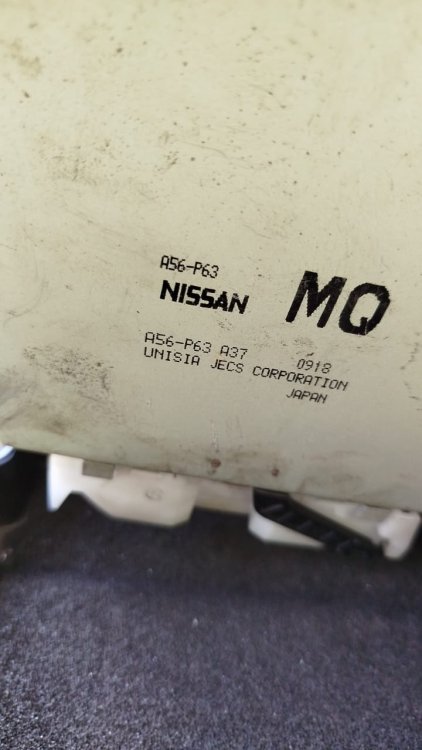 A56-P63
NISSAN
MQ
A56-P63 A37 0918
UNISIA JECS CORPORATION
JAPAN